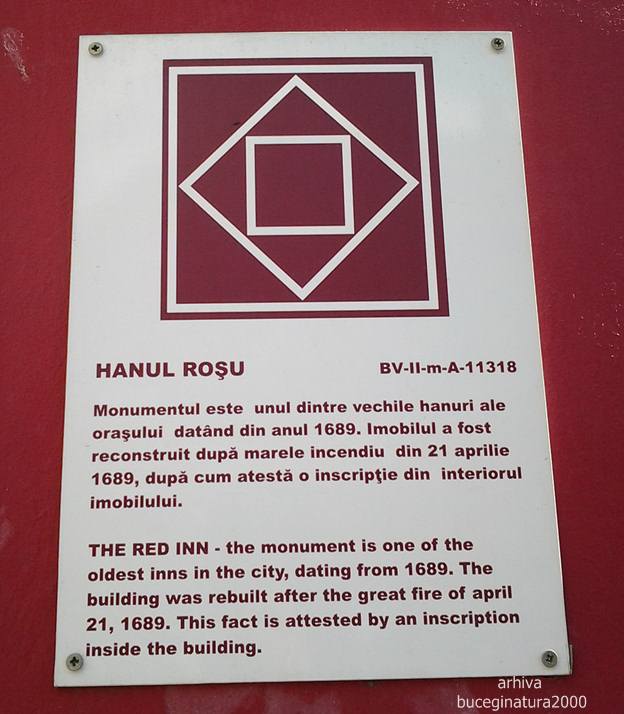 HANUL ROŞU BV-II-m-A-11318
Monumentul este unul dintre vechile hanuri ale
oraşului datând din anul 1689. Imobilul a fost
reconstruit după marele incendiu din 21 aprilie
1689, după cum atestă o inscripţie din interiorul
imobilului.
THE RED INN - the monument is one of the
oldest inns in the city, dating from 1689. The
building was rebuilt after the great fire of april
21, 1689. This fact is attested by an inscription
inside the building.
arhiva
buceginatura2000